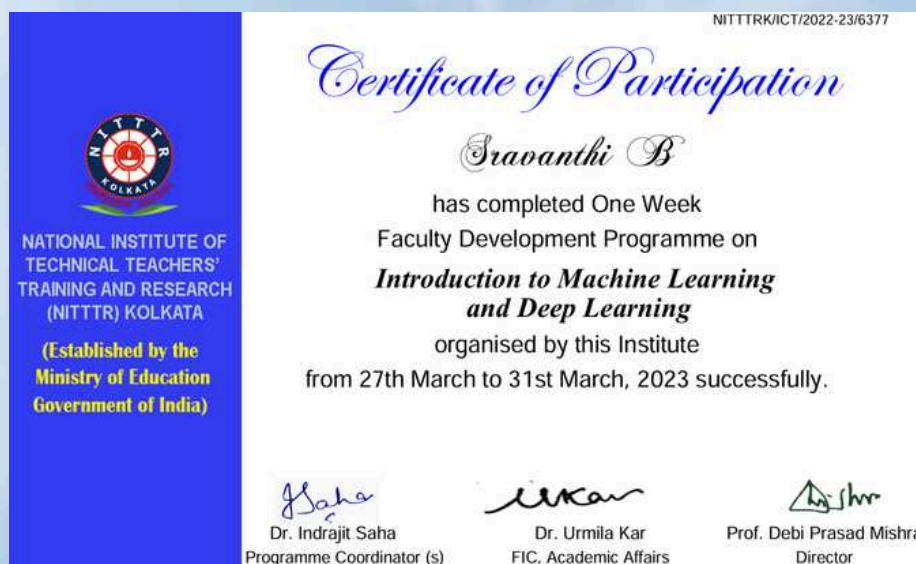 NITTTRK/ICT/2022-23/6377
Certificate of Participation
Sravanthi B
has completed One Week
Faculty Development Programme on
Introduction to Machine Learning
and Deep Learning
organised by this Institute
from 27th March to 31st March, 2023 successfully.
NITTTR
KOLKATA
NATIONAL INSTITUTE OF
TECHNICAL TEACHERS'
TRAINING AND RESEARCH
(NITTTR) KOLKATA
(Established by the
Ministry of Education
Government of India)
JSaha
Dr. Indrajit Saha
Programme Coordinator (s)
Dr. Urmila Kar
FIC, Academic Affairs
Prof. Debi Prasad Mishra
Director